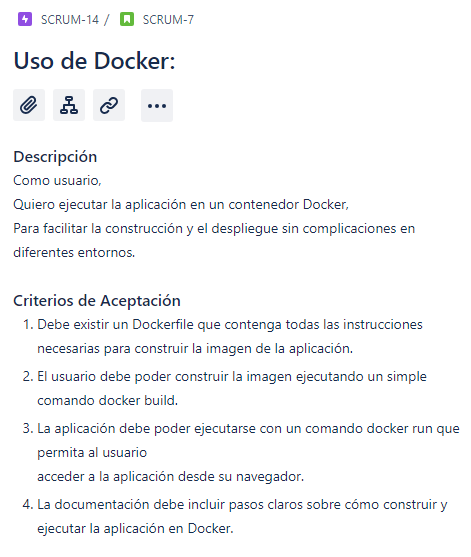 SCRUM-14 / SCRUM-7
Uso de Docker:
Descripción
Como usuario,
Quiero ejecutar la aplicación en un contenedor Docker,
Para facilitar la construcción y el despliegue sin complicaciones en
diferentes entornos.
Criterios de Aceptación
1. Debe existir un Dockerfile que contenga todas las instrucciones
necesarias para construir la imagen de la aplicación.
2. El usuario debe poder construir la imagen ejecutando un simple
comando docker build.
3. La aplicación debe poder ejecutarse con un comando docker run que
permita al usuario
acceder a la aplicación desde su navegador.
4. La documentación debe incluir pasos claros sobre cómo construir y
ejecutar la aplicación en Docker.